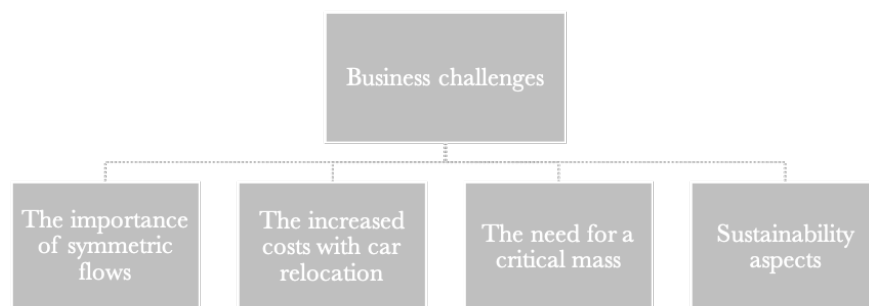 Business challenges
The importance
of symmetric
flows
The increased
costs with car
relocation
The need for a
critical mass
Sustainability
aspects